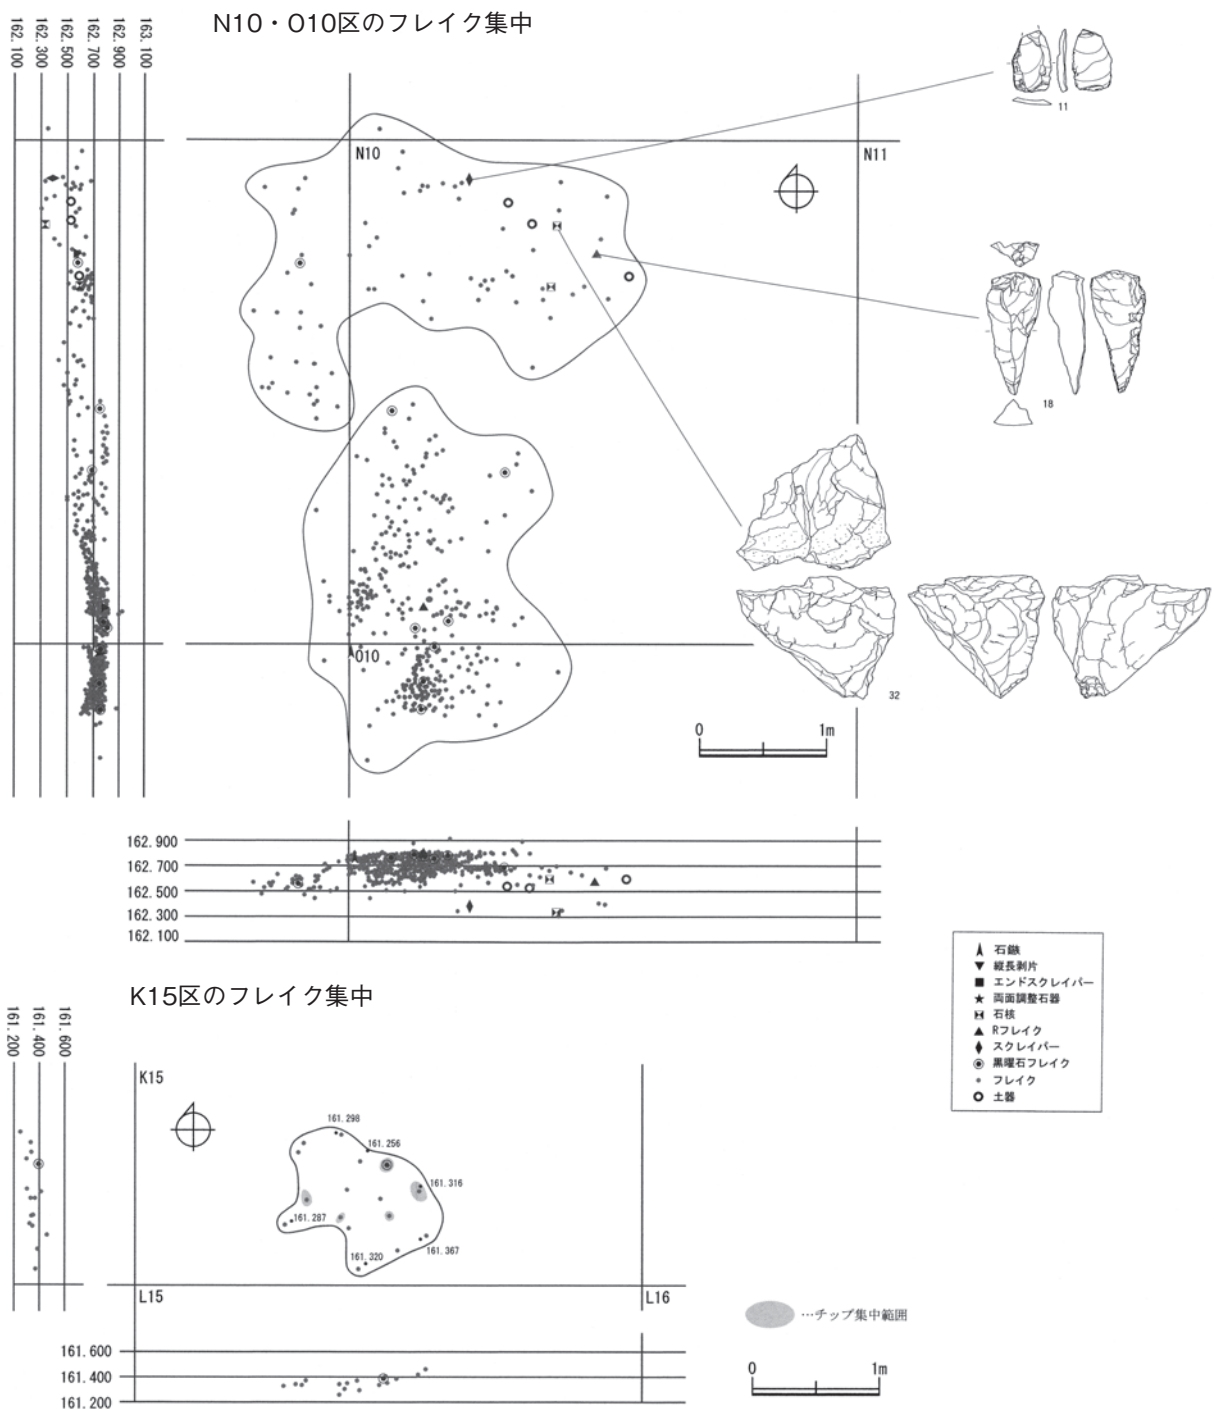 N10・O10区のフレイク集中
162.100
162.300
162.500
162.700
162.900
163.100
N10
N11
11
18
O10
32
0 1m
162.900
162.700
162.500
162.300
162.100
石鏃
縦長剥片
エンドスクレイパー
両面調整石器
石核
Rフレイク
スクレイパー
黒曜石フレイク
フレイク
土器
K15区のフレイク集中
161.200
161.400
161.600
K15
161.298
161.256
161.316
161.287
161.320
161.367
L15
L16
…チップ集中範囲
161.600
161.400
161.200
0 1m